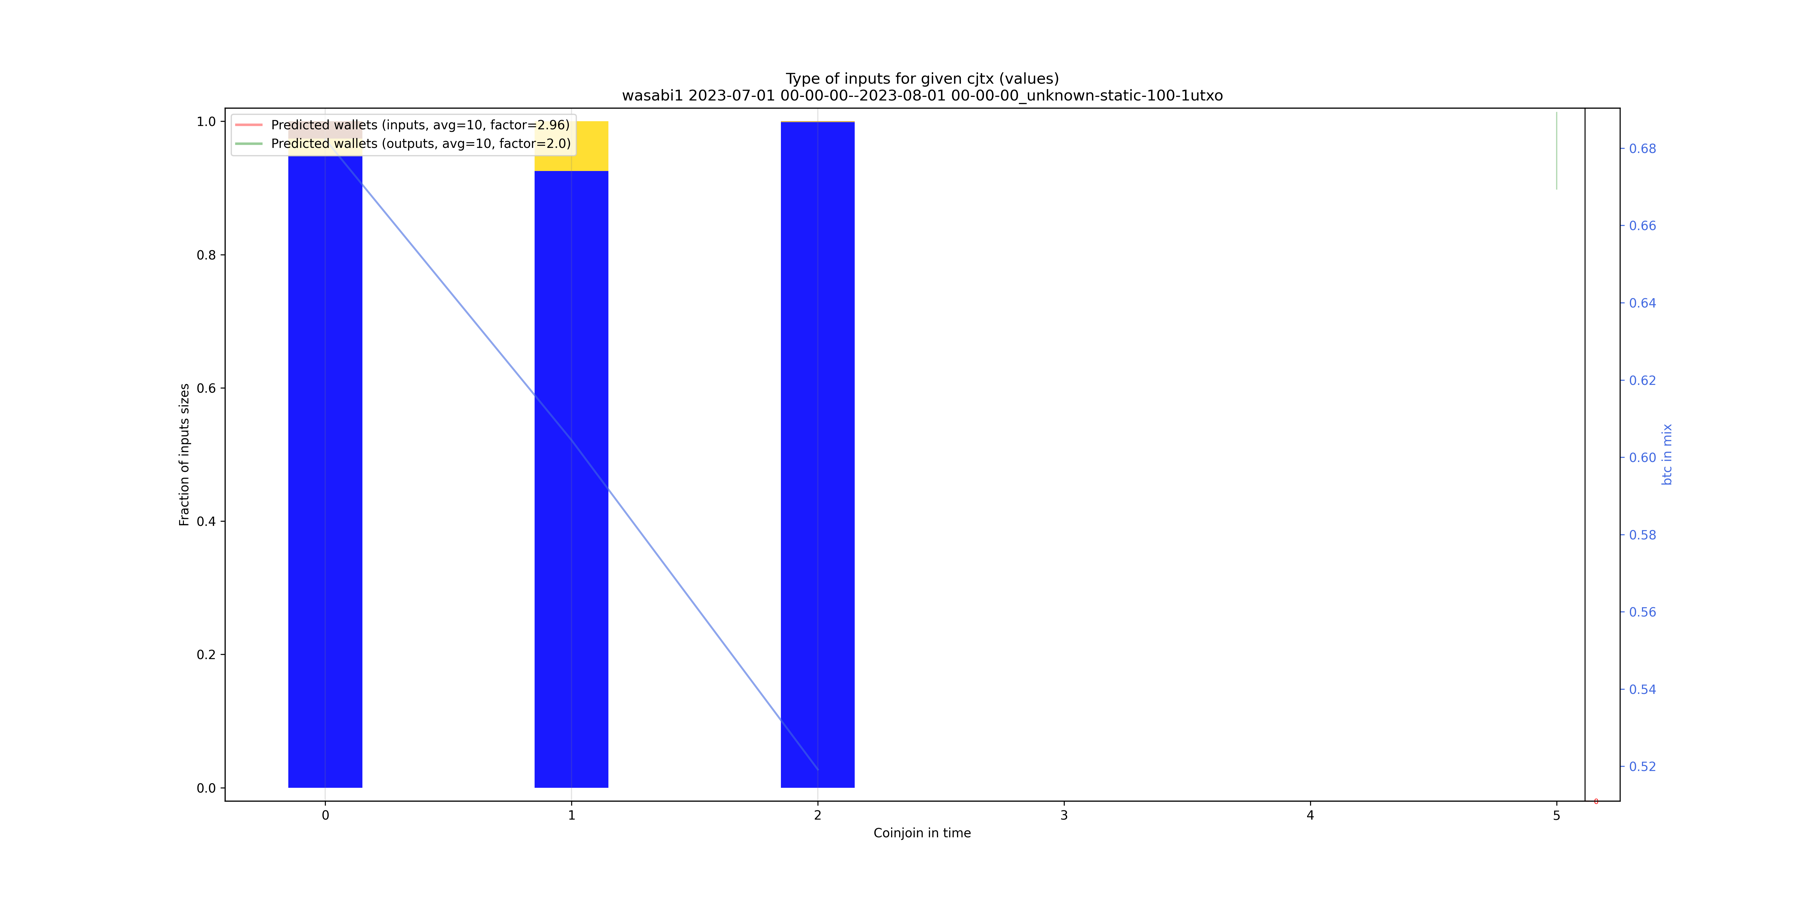 Type of inputs for given cjtx (values)
wasabi1 2023-07-01 00-00-00--2023-08-01 00-00-00_unknown-static-100-1utxo
Predicted wallets (inputs, avg=10, factor=2.96)
Predicted wallets (outputs, avg=10, factor=2.0)
1.0
0.8
0.6
0.4
0.2
0.0
Fraction of inputs sizes
0 1 2 3 4 5
Coinjoin in time
0.68
0.66
0.64
0.62
0.60
0.58
0.56
0.54
0.52
btc in mix
0